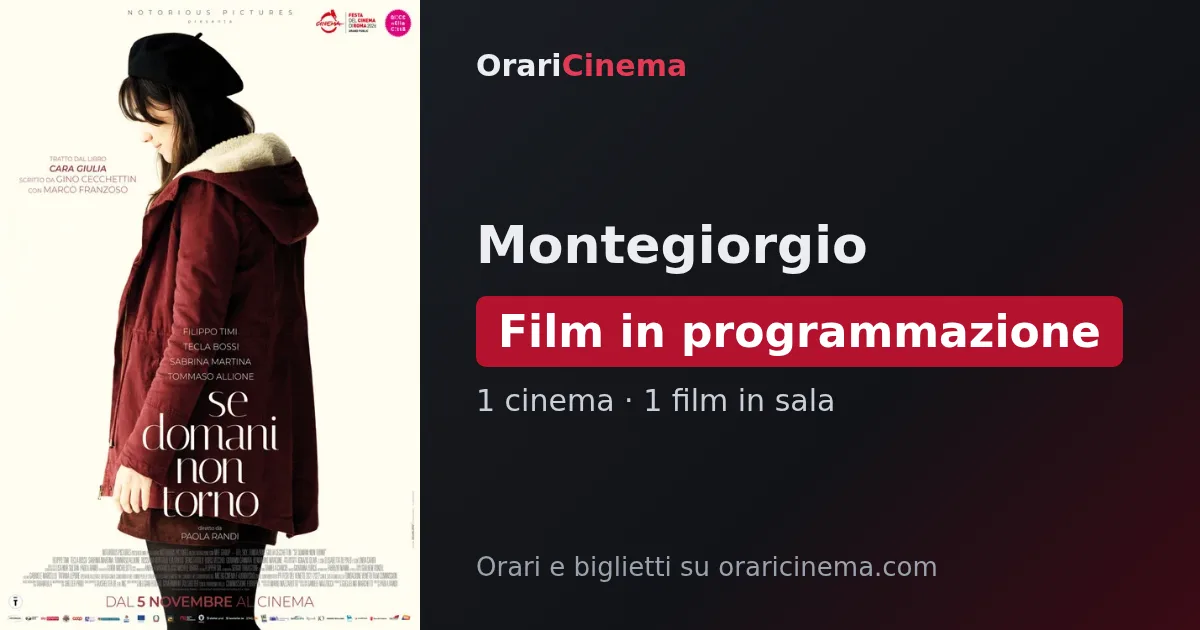 NOTORIOUS PICTURES
presenta
FESTA
DEL CINEMA
DI ROMA 2026
TRATTO DAL LIBRO
CARA GIULIA
SCRITTO DA GINO CECCHETTIN
CON MARCO FRANZOSO
FILIPPO TIMI
TECLA BOSSI
SABRINA MARTINA
TOMMASO ALLIONE
se
domani
non
torno
diretto da
PAOLA RANDI
DAL 5 NOVEMBRE AL CINEMA
OrariCinema
Montegiorgio
Film in programmazione
1 cinema · 1 film in sala
Orari e biglietti su oraricinema.com